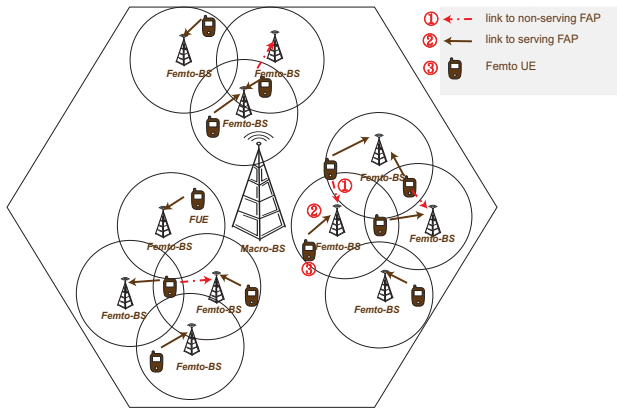 ① link to non-serving FAP
② link to serving FAP
③ Femto UE
Femto-BS
Femto-BS
Femto-BS
Macro-BS
Femto-BS
①
②
Femto-BS
Femto-BS
③
Femto-BS
FUE
Femto-BS
Femto-BS
Femto-BS
Femto-BS